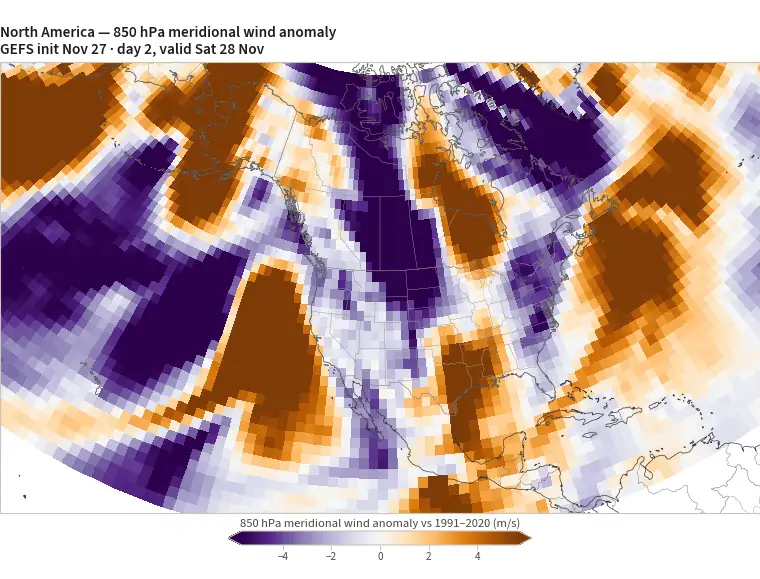 North America — 850 hPa meridional wind anomaly
GEFS init Nov 27 · day 2, valid Sat 28 Nov
850 hPa meridional wind anomaly vs 1991–2020 (m/s)
−4 −2 0 2 4